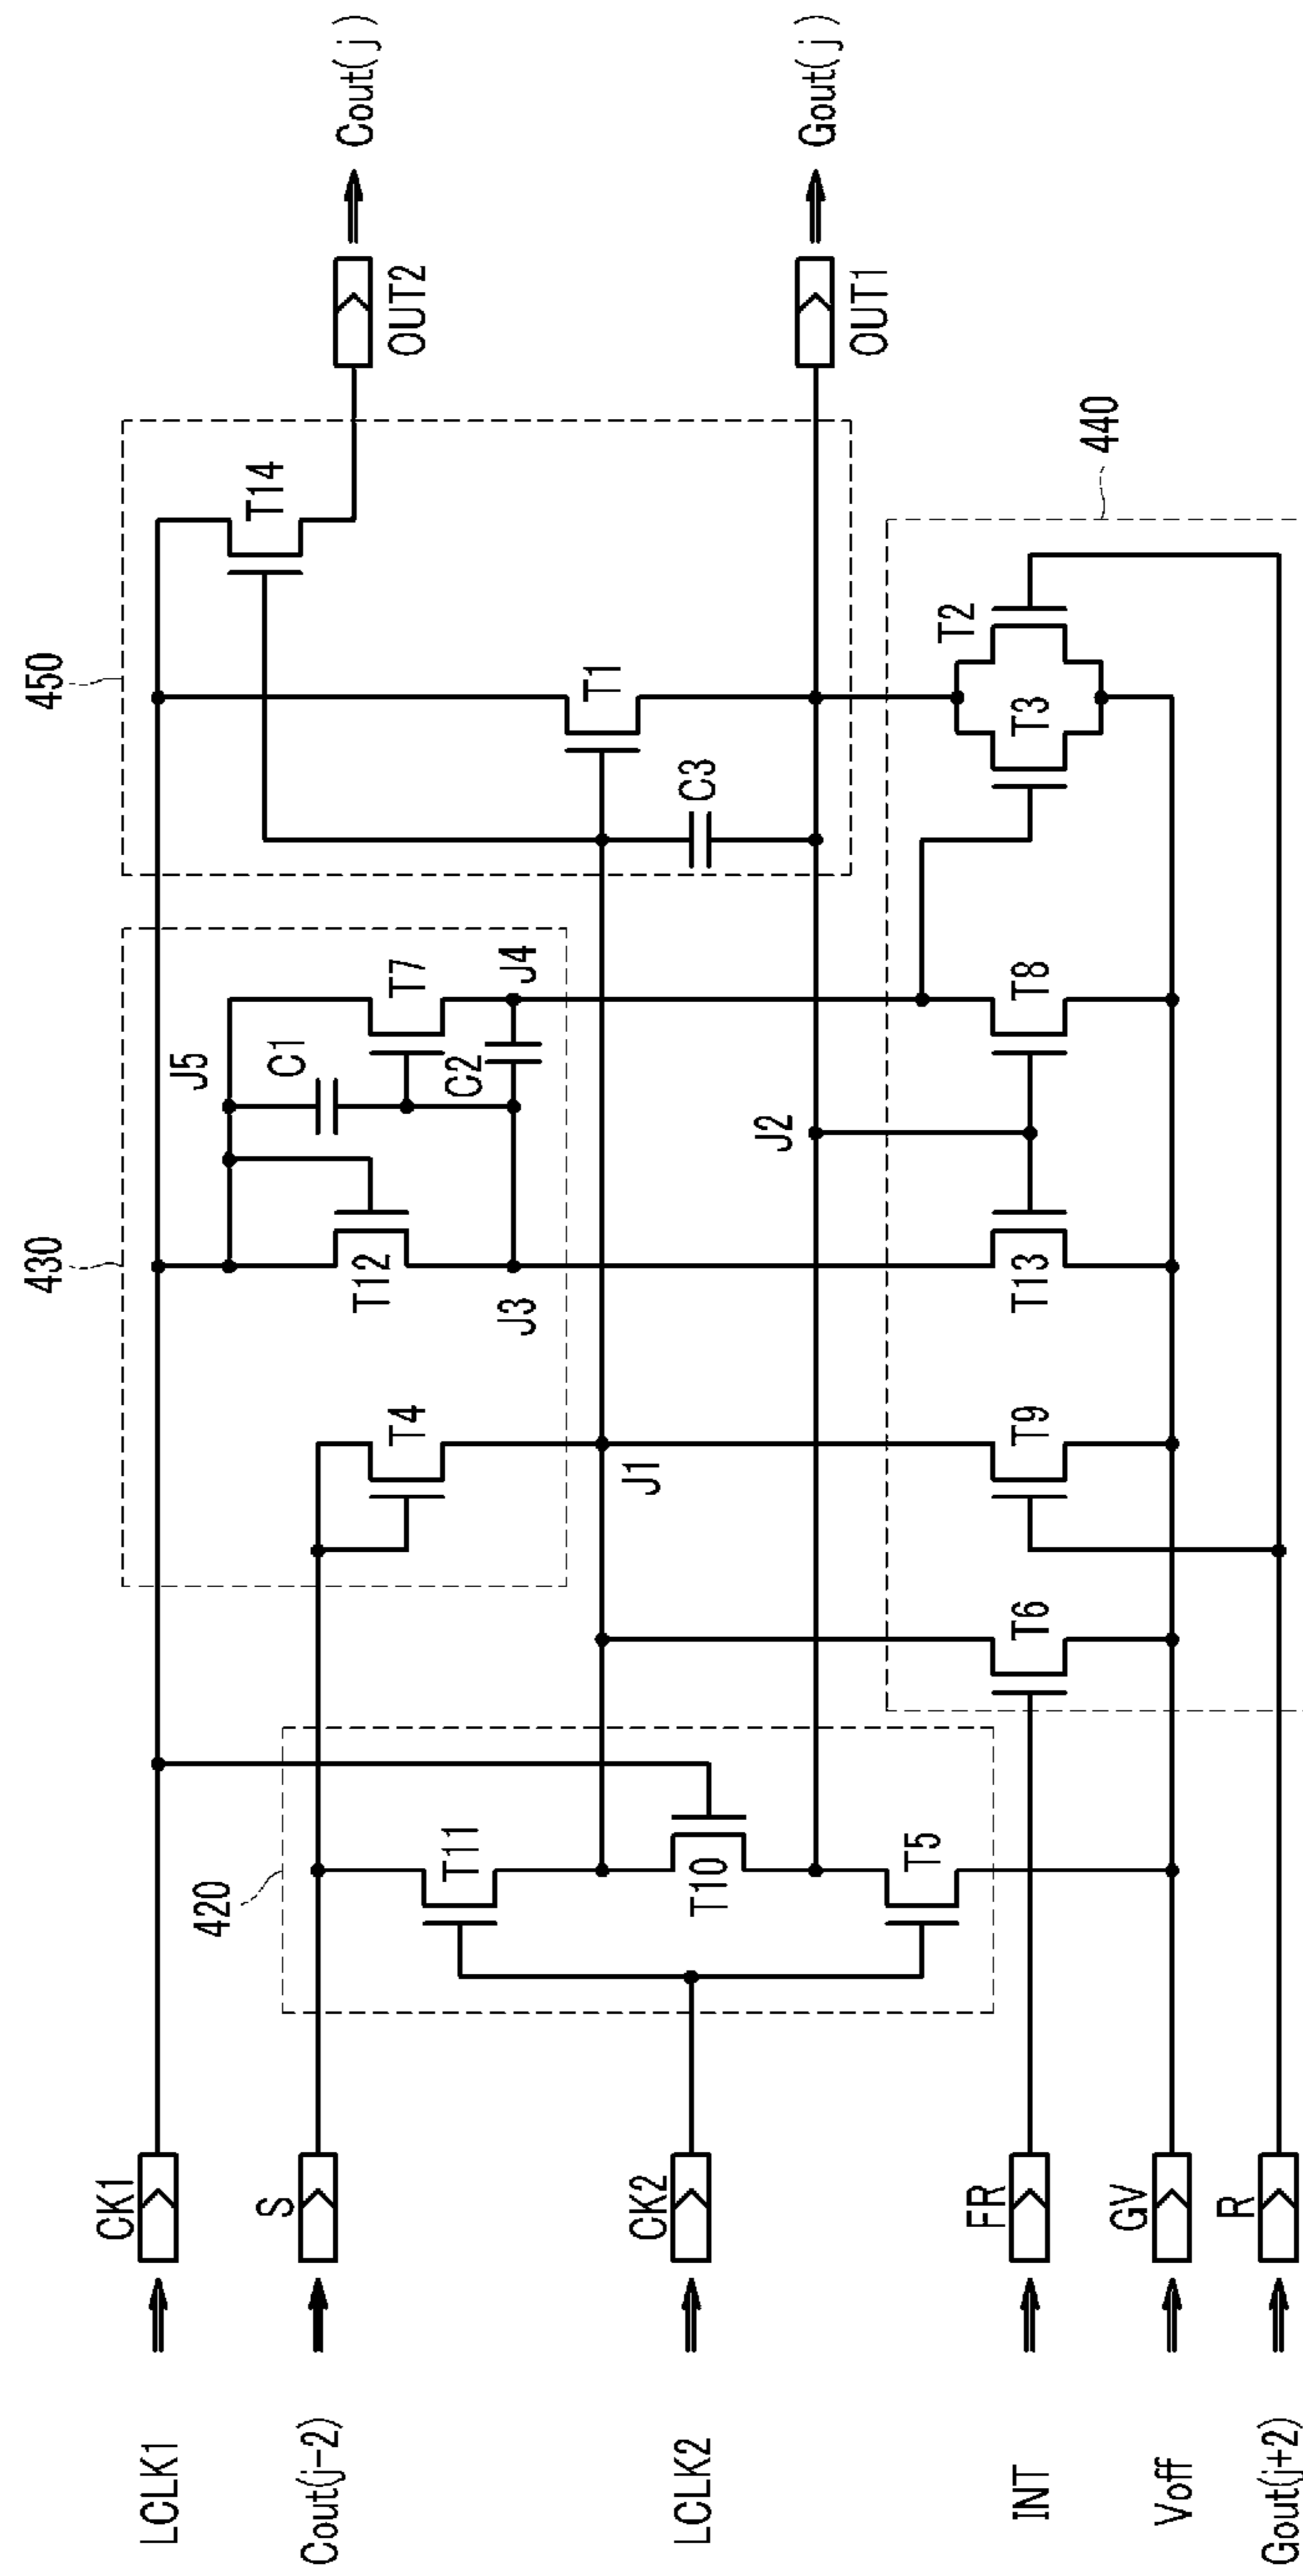 450
430
T14
OUT2
Cout( j )
J5
C1
T7
J4
C2
T12
J3
T4
T1
C3
420
T11
J1
J2
T10
T5
OUT1
Gout( j )
440
T2
T3
T8
T13
T9
T6
LCLK1
CK1
Cout(j-2)
S
LCLK2
CK2
INT
FR
Voff
GV
Gout(j+2)
R